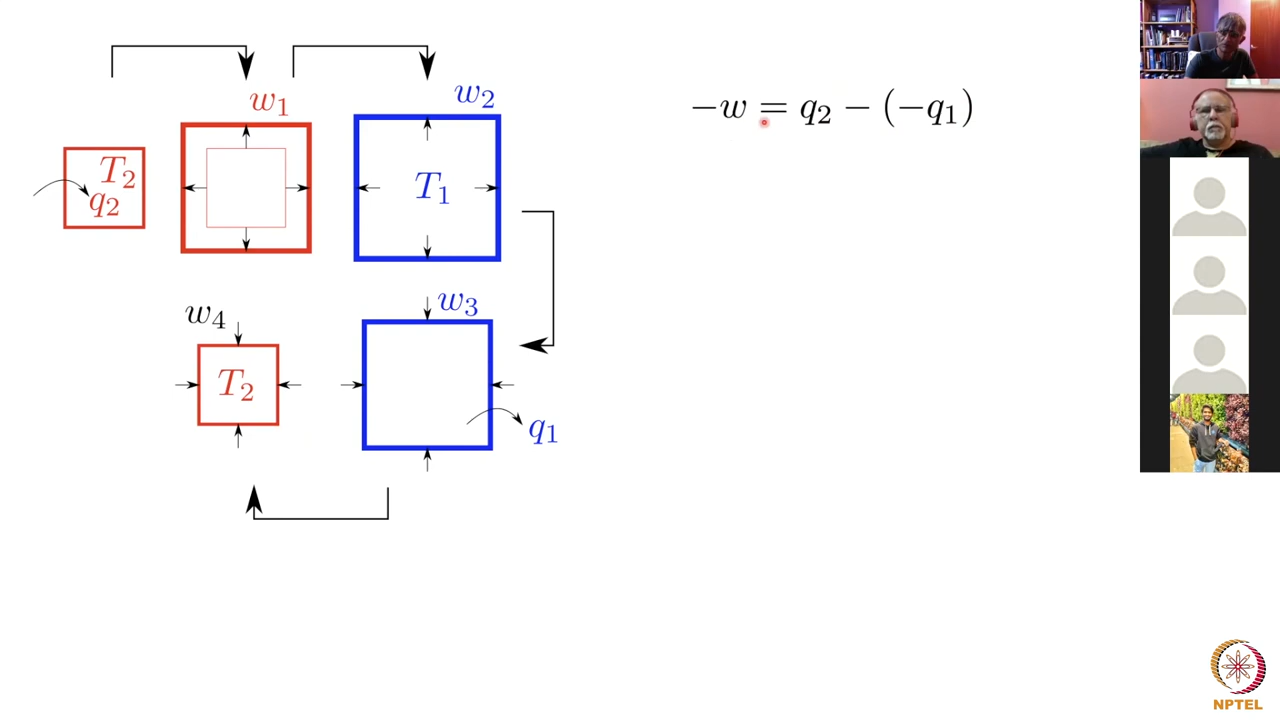 w₁
w₂
−w = q₂ − (−q₁)
T₂
q₂
T₁
w₃
w₄
T₂
q₁
NPTEL